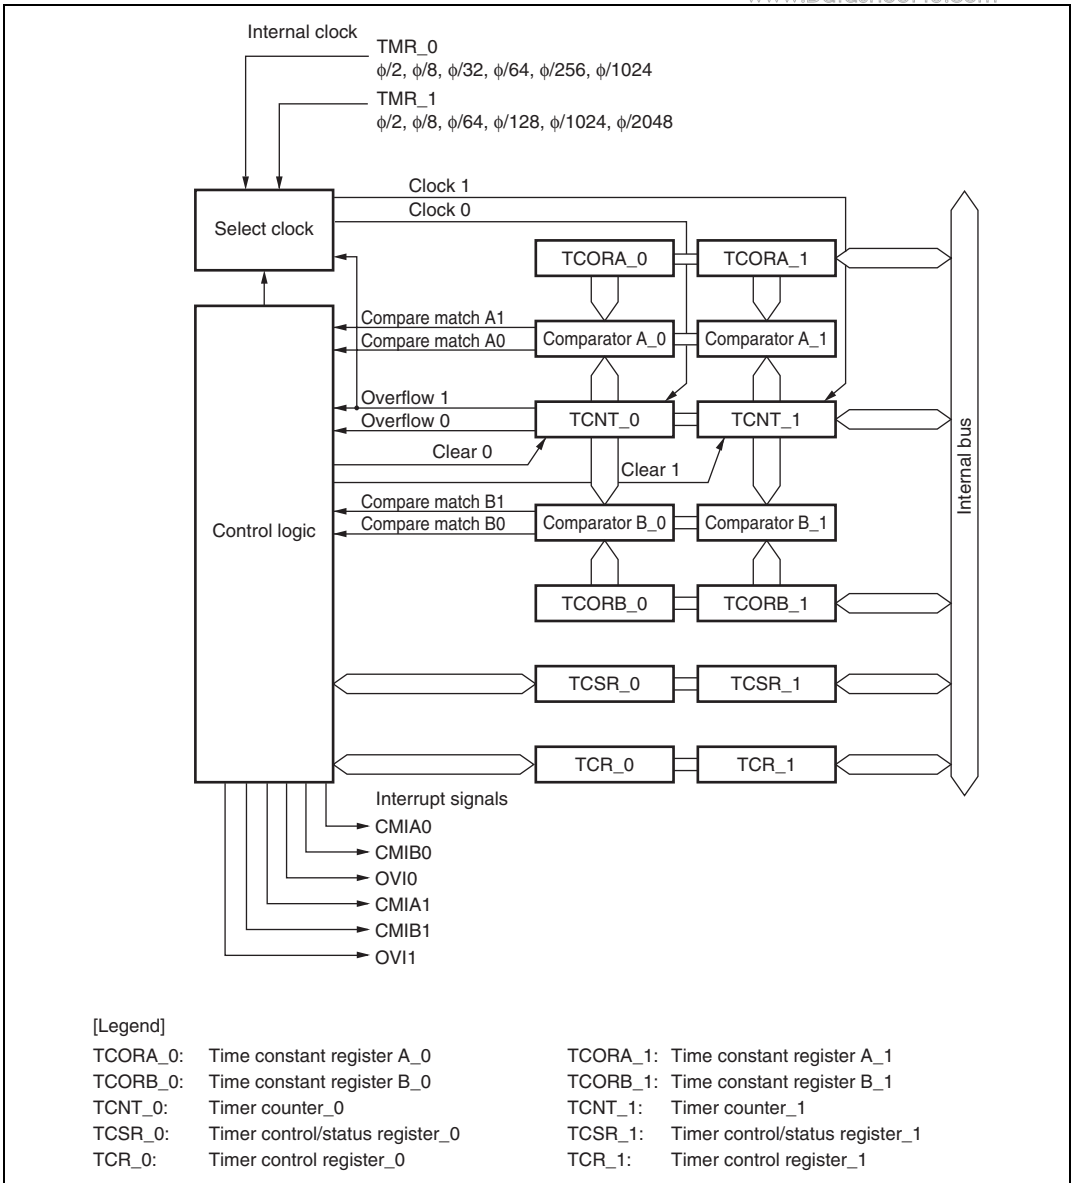 Internal clock
TMR_0
ϕ/2, ϕ/8, ϕ/32, ϕ/64, ϕ/256, ϕ/1024
TMR_1
ϕ/2, ϕ/8, ϕ/64, ϕ/128, ϕ/1024, ϕ/2048
Clock 1
Clock 0
Select clock
TCORA_0
TCORA_1
Compare match A1
Compare match A0
Comparator A_0
Comparator A_1
Overflow 1
Overflow 0
TCNT_0
TCNT_1
Clear 0
Clear 1
Internal bus
Control logic
Compare match B1
Compare match B0
Comparator B_0
Comparator B_1
TCORB_0
TCORB_1
TCSR_0
TCSR_1
TCR_0
TCR_1
Interrupt signals
CMIA0
CMIB0
OVI0
CMIA1
CMIB1
OVI1
[Legend]
TCORA_0: Time constant register A_0
TCORB_0: Time constant register B_0
TCNT_0: Timer counter_0
TCSR_0: Timer control/status register_0
TCR_0: Timer control register_0
TCORA_1: Time constant register A_1
TCORB_1: Time constant register B_1
TCNT_1: Timer counter_1
TCSR_1: Timer control/status register_1
TCR_1: Timer control register_1